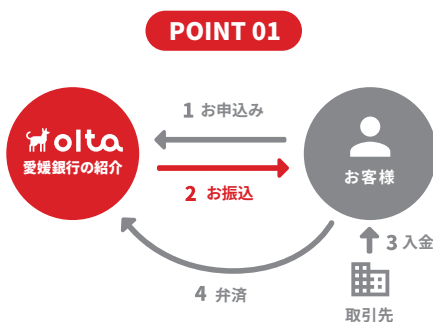 POINT 01
1 お申込み
olta
愛媛銀行の紹介
2 お振込
お客様
3 入金
4 弁済
取引先